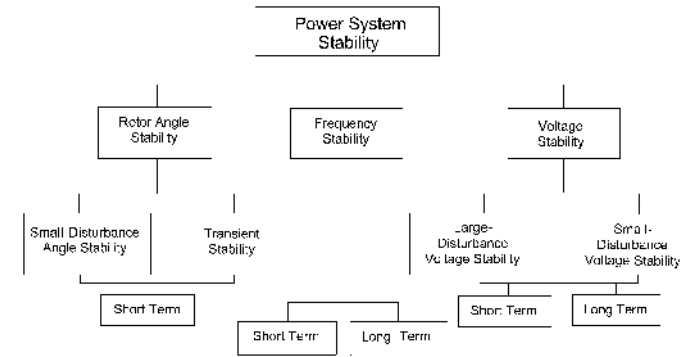 Power System
Stability
Rotor Angle
Stability
Frequency
Stability
Voltage
Stability
Small Disturbance
Angle Stability
Transient
Stability
Large-
Disturbance
Voltage Stability
Small-
Disturbance
Voltage Stability
Short Term
Short Term
Long Term
Short Term
Long Term